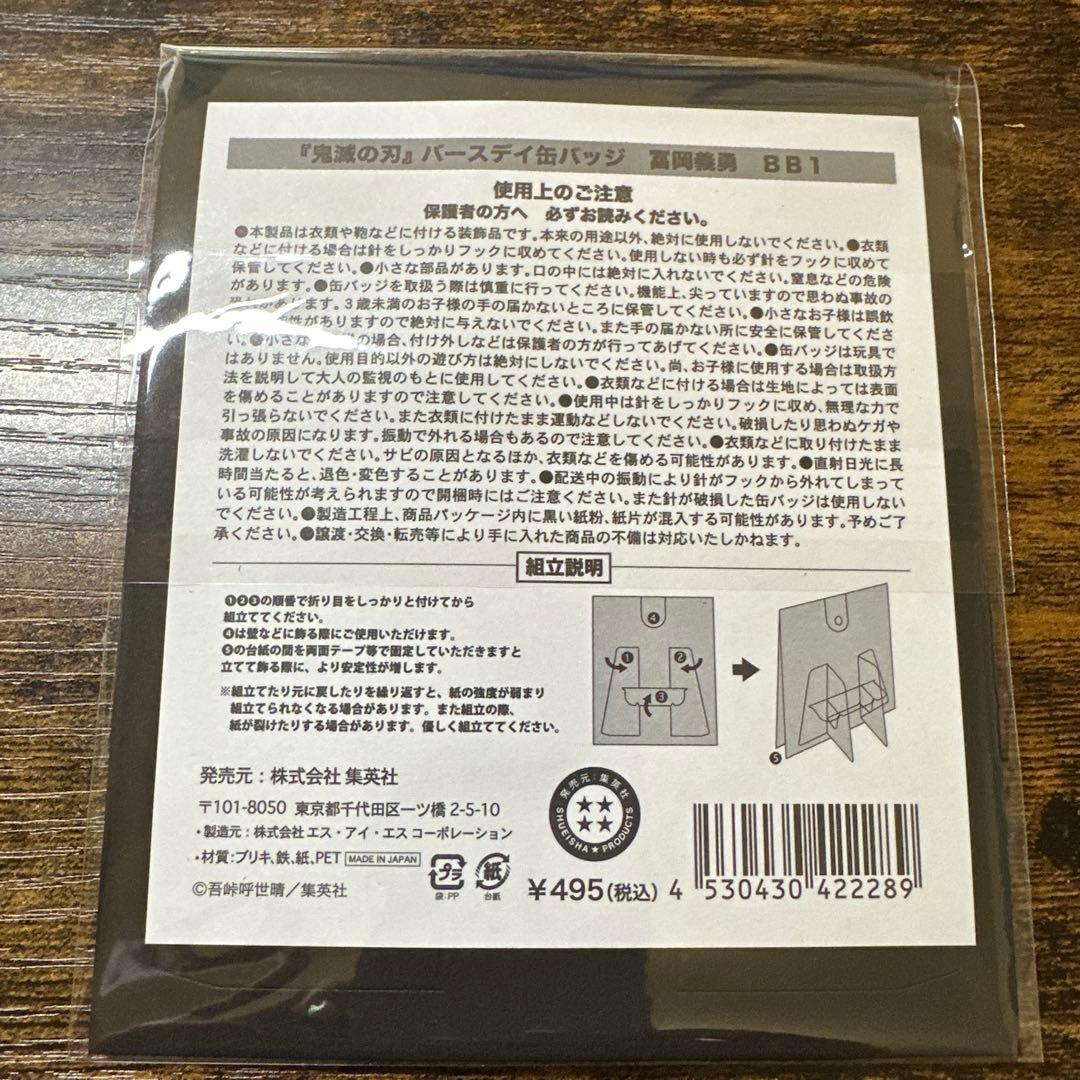 『鬼滅の刃』バースデイ缶バッジ 冨岡義勇 BB1
使用上のご注意
保護者の方へ 必ずお読みください。
●本製品は衣類や鞄などに付ける装飾品です。本来の用途以外、絶対に使用しないでください。●衣類
などに付ける場合は針をしっかりフックに収めてください。使用しない時も必ず針をフックに収めて
保管してください。●小さな部品があります。口の中には絶対に入れないでください。窒息などの危険
があります。●缶バッジを取扱う際は慎重に行ってください。機能上、尖っていますので思わぬ事故の
があります。3歳未満のお子様の手の届かないところに保管してください。●小さなお子様は誤飲
性がありますので絶対に与えないでください。また手の届かない所に安全に保管してくださ
い。●小さな の場合、付け外しなどは保護者の方が行ってあげてください。●缶バッジは玩具で
はありません。使用目的以外の遊び方は絶対にしないでください。尚、お子様に使用する場合は取扱方
法を説明して大人の監視のもとに使用してください。●衣類などに付ける場合は生地によっては表面
を傷めることがありますので注意してください。●使用中は針をしっかりフックに収め、無理な力で
引っ張らないでください。また衣類に付けたまま運動などしないでください。破損したり思わぬケガや
事故の原因になります。振動で外れる場合もあるので注意してください。●衣類などに取り付けたまま
洗濯しないでください。サビの原因となるほか、衣類などを傷める可能性があります。●直射日光に長
時間当たると、退色・変色することがあります。●配送中の振動により針がフックから外れてしまって
いる可能性が考えられますので開梱時にはご注意ください。また針が破損した缶バッジは使用しない
でください。●製造工程上、商品パッケージ内に黒い紙粉、紙片が混入する可能性があります。予めご了
承ください。●譲渡・交換・転売等により手に入れた商品の不備は対応いたしかねます。
組立説明
❶❷❸の順番で折り目をしっかりと付けてから
組立ててください。
❹は壁などに飾る際にご使用いただけます。
❺の台紙の間を両面テープ等で固定していただきますと
立てて飾る際に、より安定性が増します。
※組立てたり元に戻したりを繰り返すと、紙の強度が弱まり
組立てられなくなる場合があります。また組立の際、
紙が裂けたりする場合があります。優しく組立ててください。
❹
❶ ❷
❸
❺
発売元：株式会社 集英社
〒101-8050 東京都千代田区一ツ橋 2-5-10
・製造元：株式会社 エス・アイ・エス コーポレーション
・材質：ブリキ、鉄、紙、PET MADE IN JAPAN
©吾峠呼世晴／集英社
プラ
袋：PP
紙
台紙
発売元：集英社
SHUEISHA★PRODUCTS
¥495(税込)
4 530430 422289